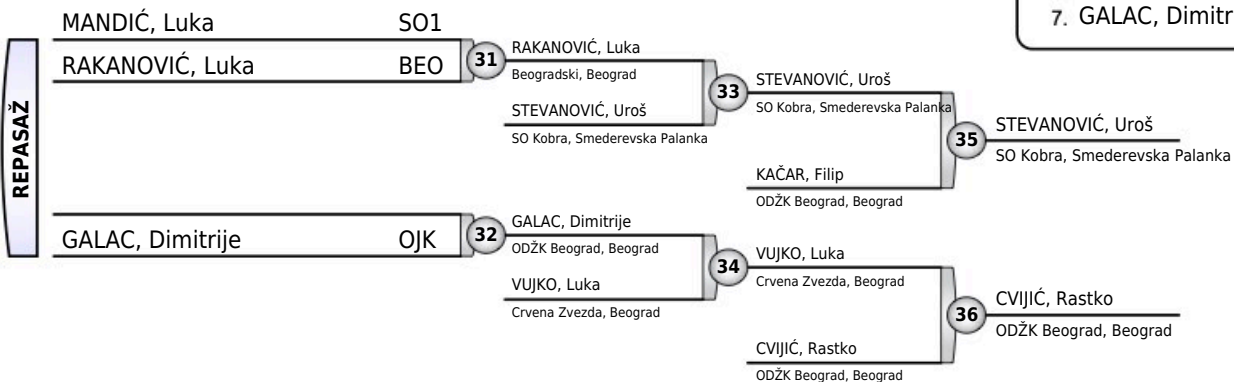 7. GALAC, Dimitr
REPASAŽ
MANDIĆ, Luka SO1
RAKANOVIĆ, Luka BEO
31
RAKANOVIĆ, Luka
Beogradski, Beograd
STEVANOVIĆ, Uroš
SO Kobra, Smederevska Palanka
33
STEVANOVIĆ, Uroš
SO Kobra, Smederevska Palanka
KAČAR, Filip
ODŽK Beograd, Beograd
35
STEVANOVIĆ, Uroš
SO Kobra, Smederevska Palanka
GALAC, Dimitrije OJK
32
GALAC, Dimitrije
ODŽK Beograd, Beograd
VUJKO, Luka
Crvena Zvezda, Beograd
34
VUJKO, Luka
Crvena Zvezda, Beograd
CVIJIĆ, Rastko
ODŽK Beograd, Beograd
36
CVIJIĆ, Rastko
ODŽK Beograd, Beograd